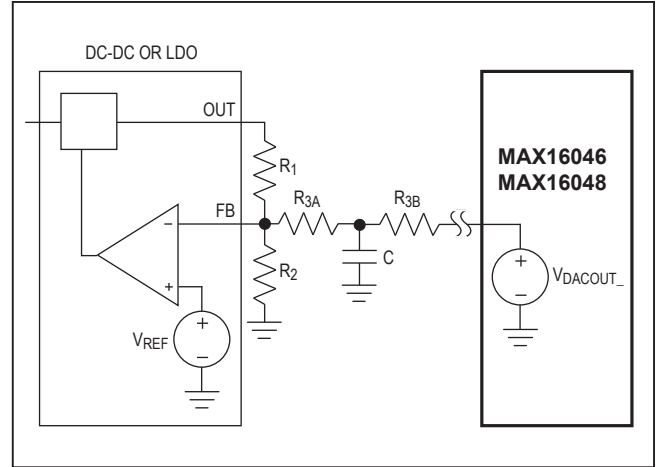 DC-DC OR LDO
OUT
R1
MAX16046
MAX16048
FB
R3A
R3B
−
C
+
R2
+
VDACOUT_
−
VREF
+
−